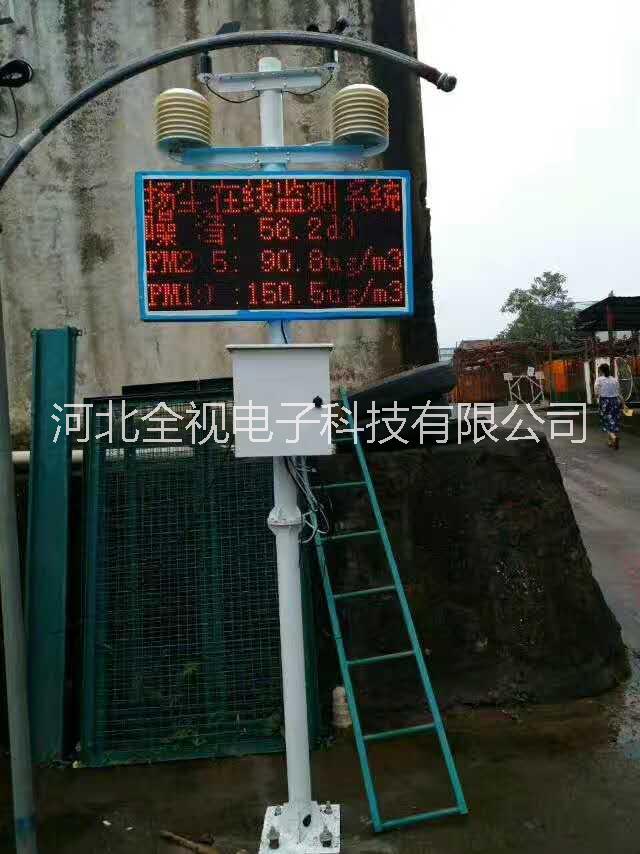 扬尘在线监测系统
噪 音: 56.2d
PM2.5: 90.8ug/m3
PM1 :150.5ug/m3
河北全视电子科技有限公司